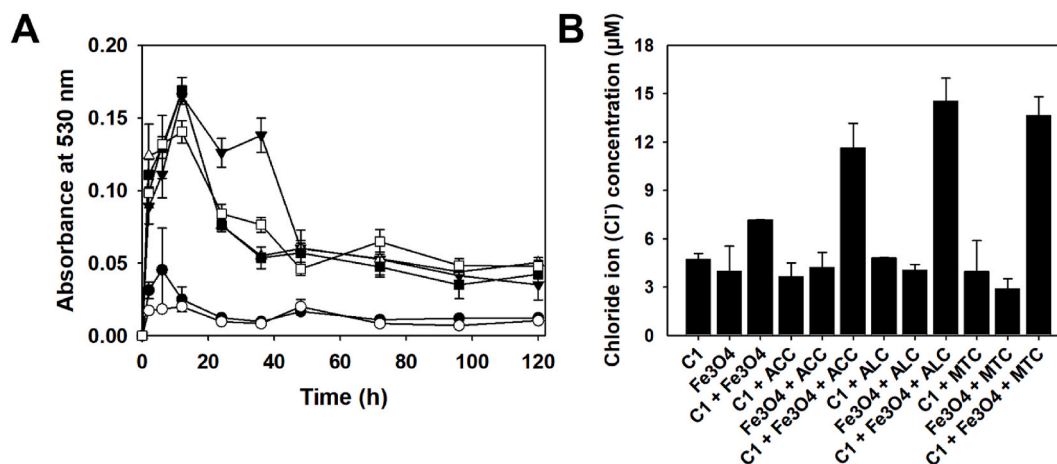 A
Absorbance at 530 nm
0.20
0.15
0.10
0.05
0.00
0 20 40 60 80 100 120
Time (h)
B
Chloride ion (Cl⁻) concentration (µM)
18
15
12
9
6
3
0
C1
Fe3O4
C1 + Fe3O4
C1 + ACC
Fe3O4 + ACC
C1 + Fe3O4 + ACC
C1 + ALC
Fe3O4 + ALC
C1 + Fe3O4 + ALC
C1 + MTC
Fe3O4 + MTC
C1 + Fe3O4 + MTC